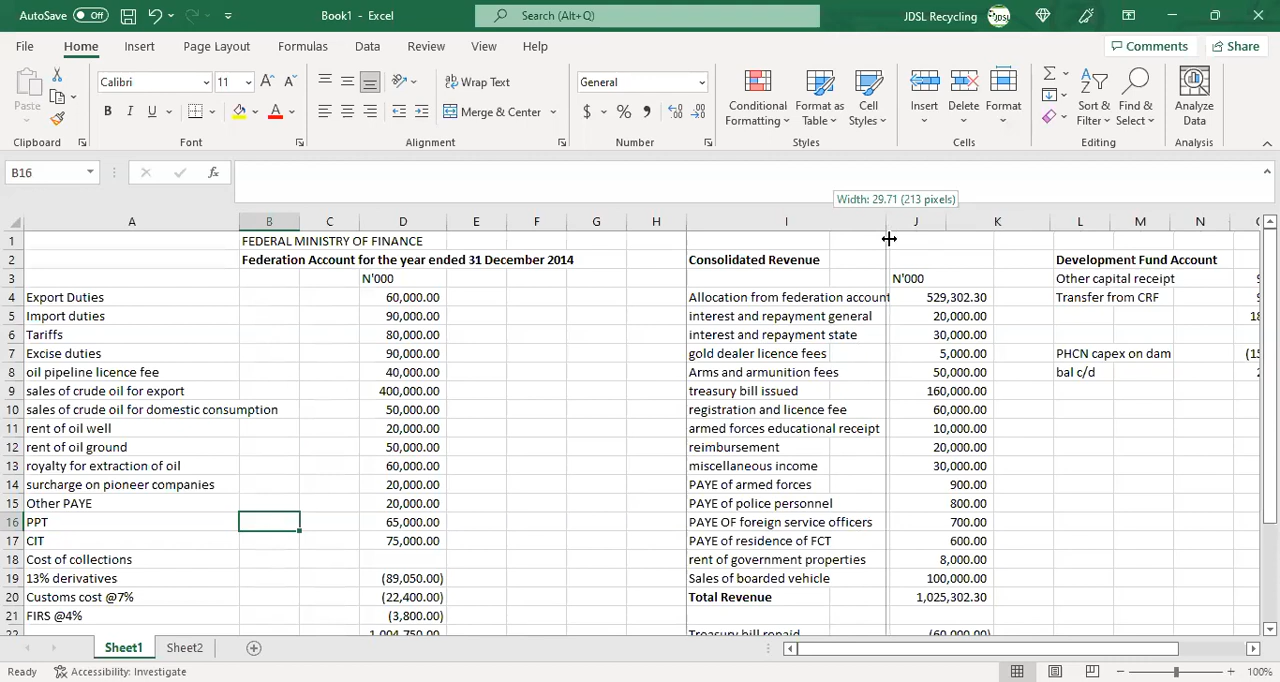 AutoSave Off Book1 - Excel Search (Alt+Q) JDSL Recycling JDSL
File Home Insert Page Layout Formulas Data Review View Help Comments Share
Paste Calibri 11 A A Wrap Text General Conditional Formatting Format as Table Cell Styles Insert Delete Format Sort & Filter Find & Select Analyze Data
B I U A Merge & Center $ % ,
Clipboard Font Alignment Number Styles Cells Editing Analysis
B16 fx
Width: 29.71 (213 pixels)
A B C D E F G H I J K L M N
1 FEDERAL MINISTRY OF FINANCE
2 Federation Account for the year ended 31 December 2014 Consolidated Revenue Development Fund Account
3 N'000 N'000 Other capital receipt
4 Export Duties 60,000.00 Allocation from federation account 529,302.30 Transfer from CRF
5 Import duties 90,000.00 interest and repayment general 20,000.00
6 Tariffs 80,000.00 interest and repayment state 30,000.00
7 Excise duties 90,000.00 gold dealer licence fees 5,000.00 PHCN capex on dam
8 oil pipeline licence fee 40,000.00 Arms and armunition fees 50,000.00 bal c/d
9 sales of crude oil for export 400,000.00 treasury bill issued 160,000.00
10 sales of crude oil for domestic consumption 50,000.00 registration and licence fee 60,000.00
11 rent of oil well 20,000.00 armed forces educational receipt 10,000.00
12 rent of oil ground 50,000.00 reimbursement 20,000.00
13 royalty for extraction of oil 60,000.00 miscellaneous income 30,000.00
14 surcharge on pioneer companies 20,000.00 PAYE of armed forces 900.00
15 Other PAYE 20,000.00 PAYE of police personnel 800.00
16 PPT 65,000.00 PAYE OF foreign service officers 700.00
17 CIT 75,000.00 PAYE of residence of FCT 600.00
18 Cost of collections rent of government properties 8,000.00
19 13% derivatives (89,050.00) Sales of boarded vehicle 100,000.00
20 Customs cost @7% (22,400.00) Total Revenue 1,025,302.30
21 FIRS @4% (3,800.00)
22 1,004,750.00 Treasury bill repaid (60,000.00)
Sheet1 Sheet2
Ready Accessibility: Investigate 100%